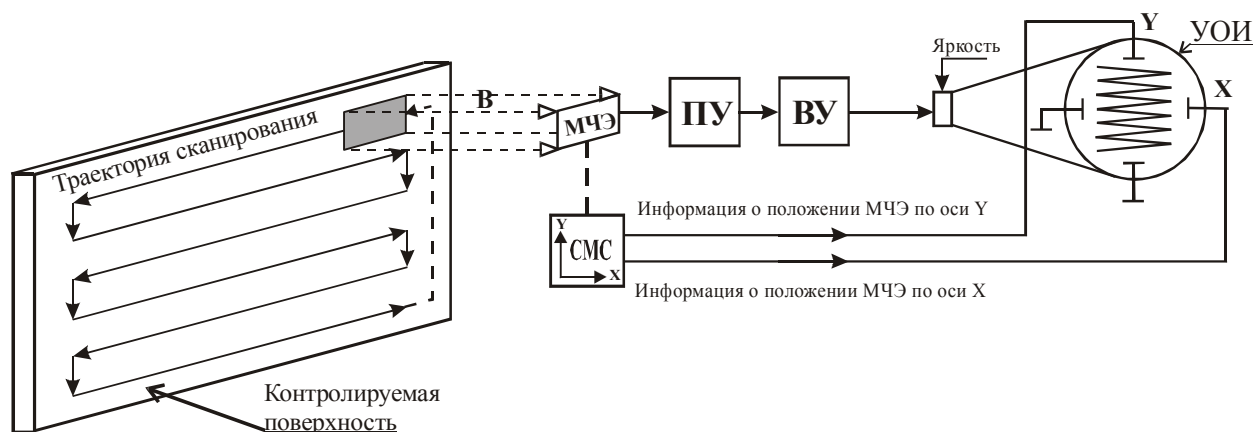 Y
УОИ
Яркость
X
В
МЧЭ
ПУ
ВУ
Траектория сканирования
Информация о положении МЧЭ по оси Y
Y
СМС
X
Информация о положении МЧЭ по оси X
Контролируемая
поверхность